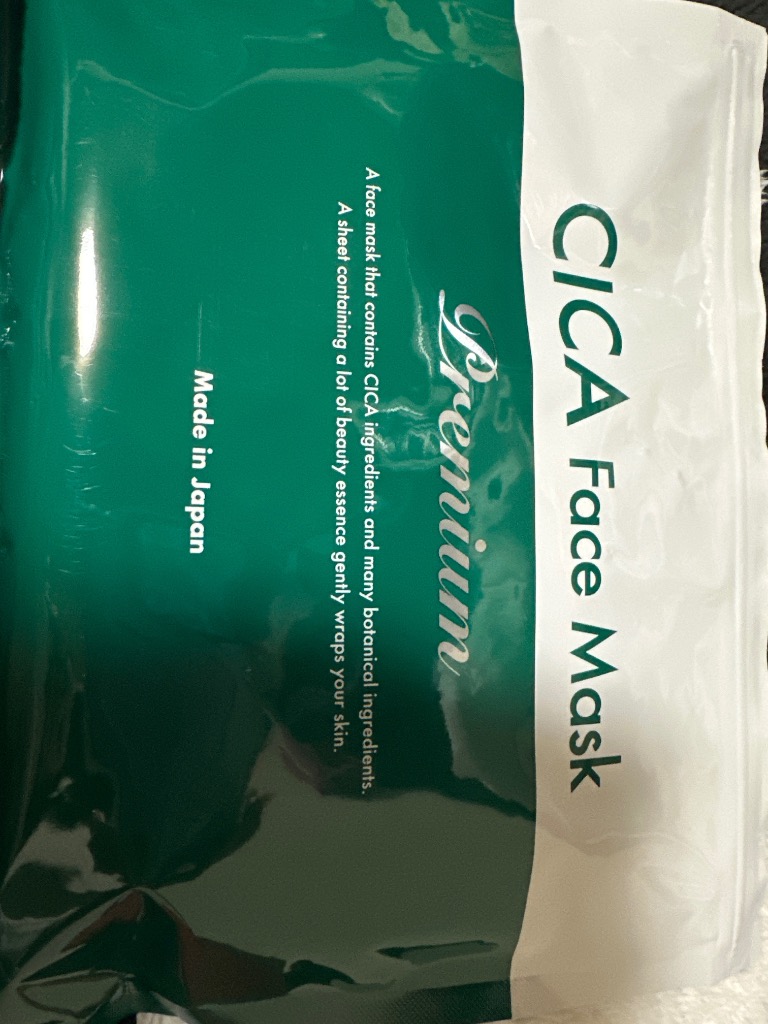 CICA Face Mask
Premium
A face mask that contains CICA ingredients and many botanical ingredients.
A sheet containing a lot of beauty essence gently wraps your skin.
Made in Japan